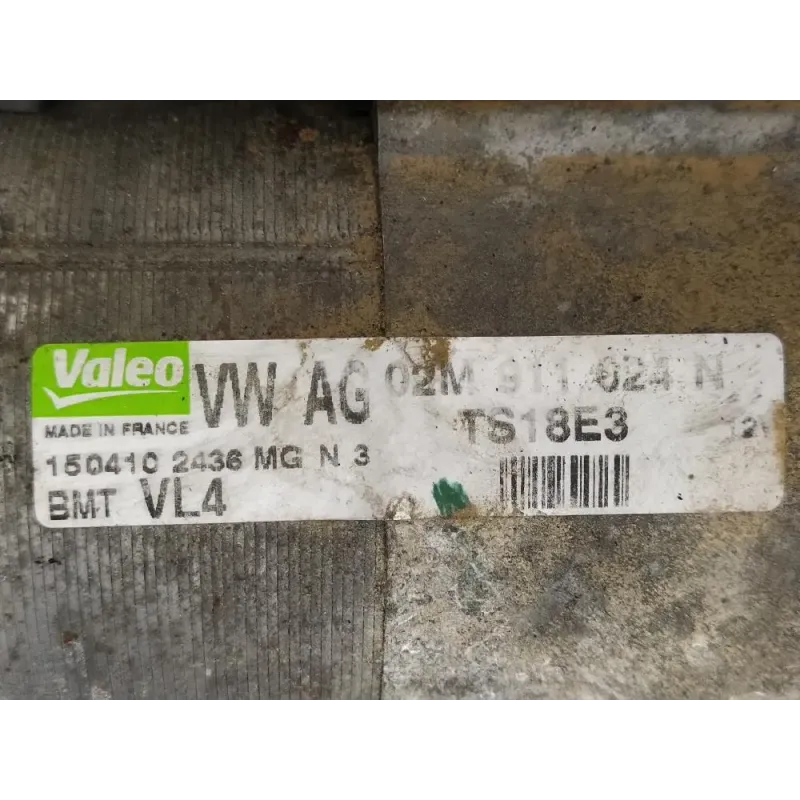 Valeo VW AG 02M 911 024 N
MADE IN FRANCE TS18E3
150410 2436 MG N 3
BMT VL4